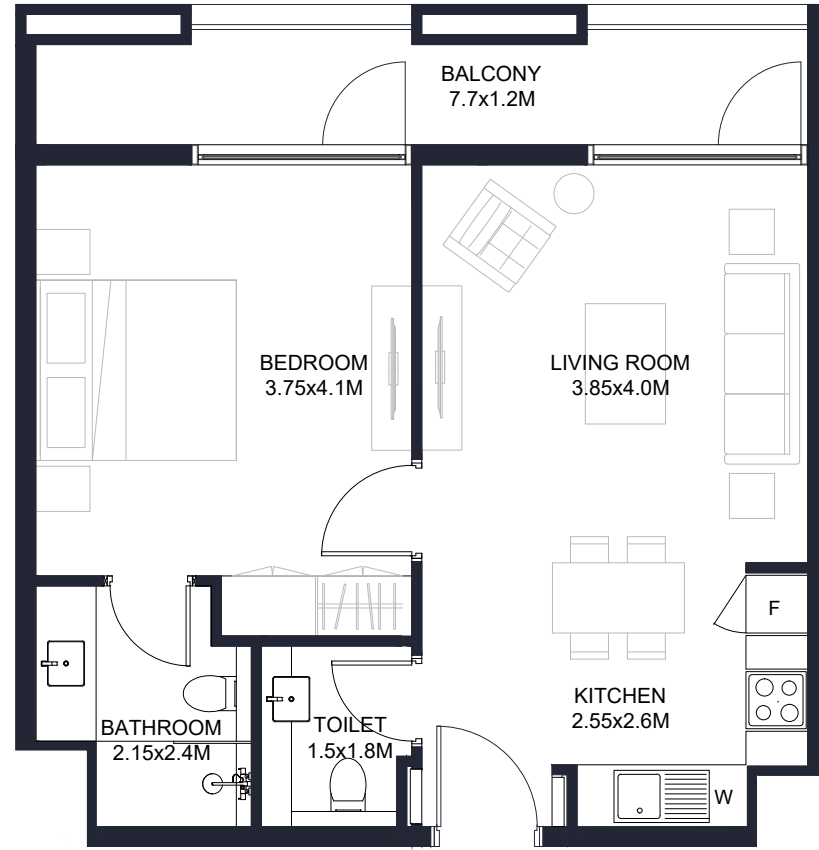 BALCONY
7.7x1.2M
BEDROOM
3.75x4.1M
LIVING ROOM
3.85x4.0M
F
KITCHEN
2.55x2.6M
BATHROOM
2.15x2.4M
TOILET
1.5x1.8M
W